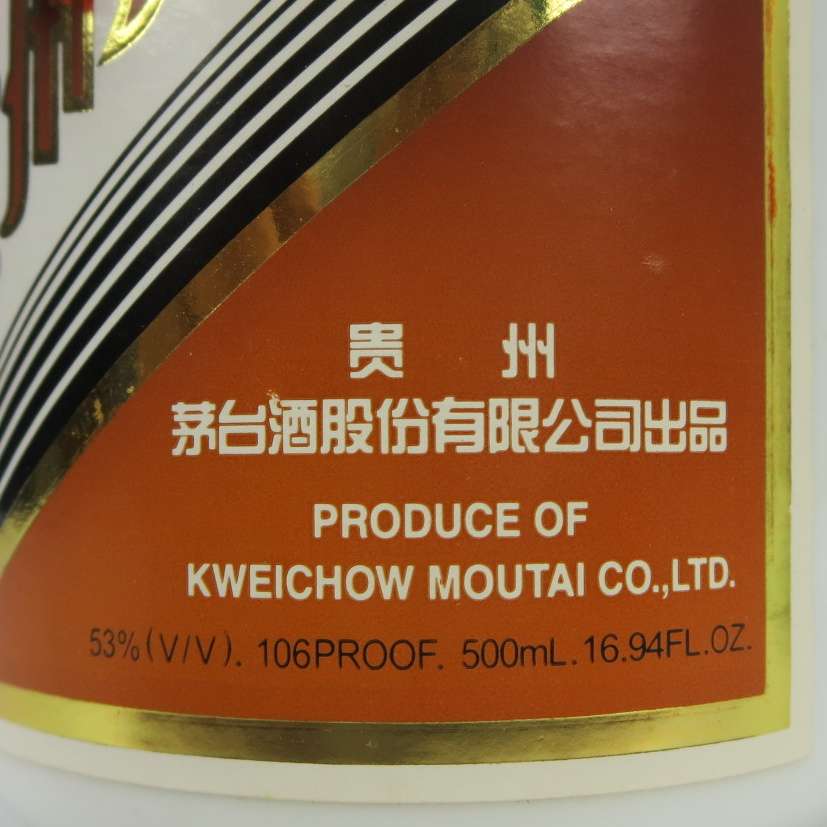 贵 州
茅台酒股份有限公司出品
PRODUCE OF
KWEICHOW MOUTAI CO.,LTD.
53%(V/V). 106PROOF. 500mL.16.94FL.OZ.